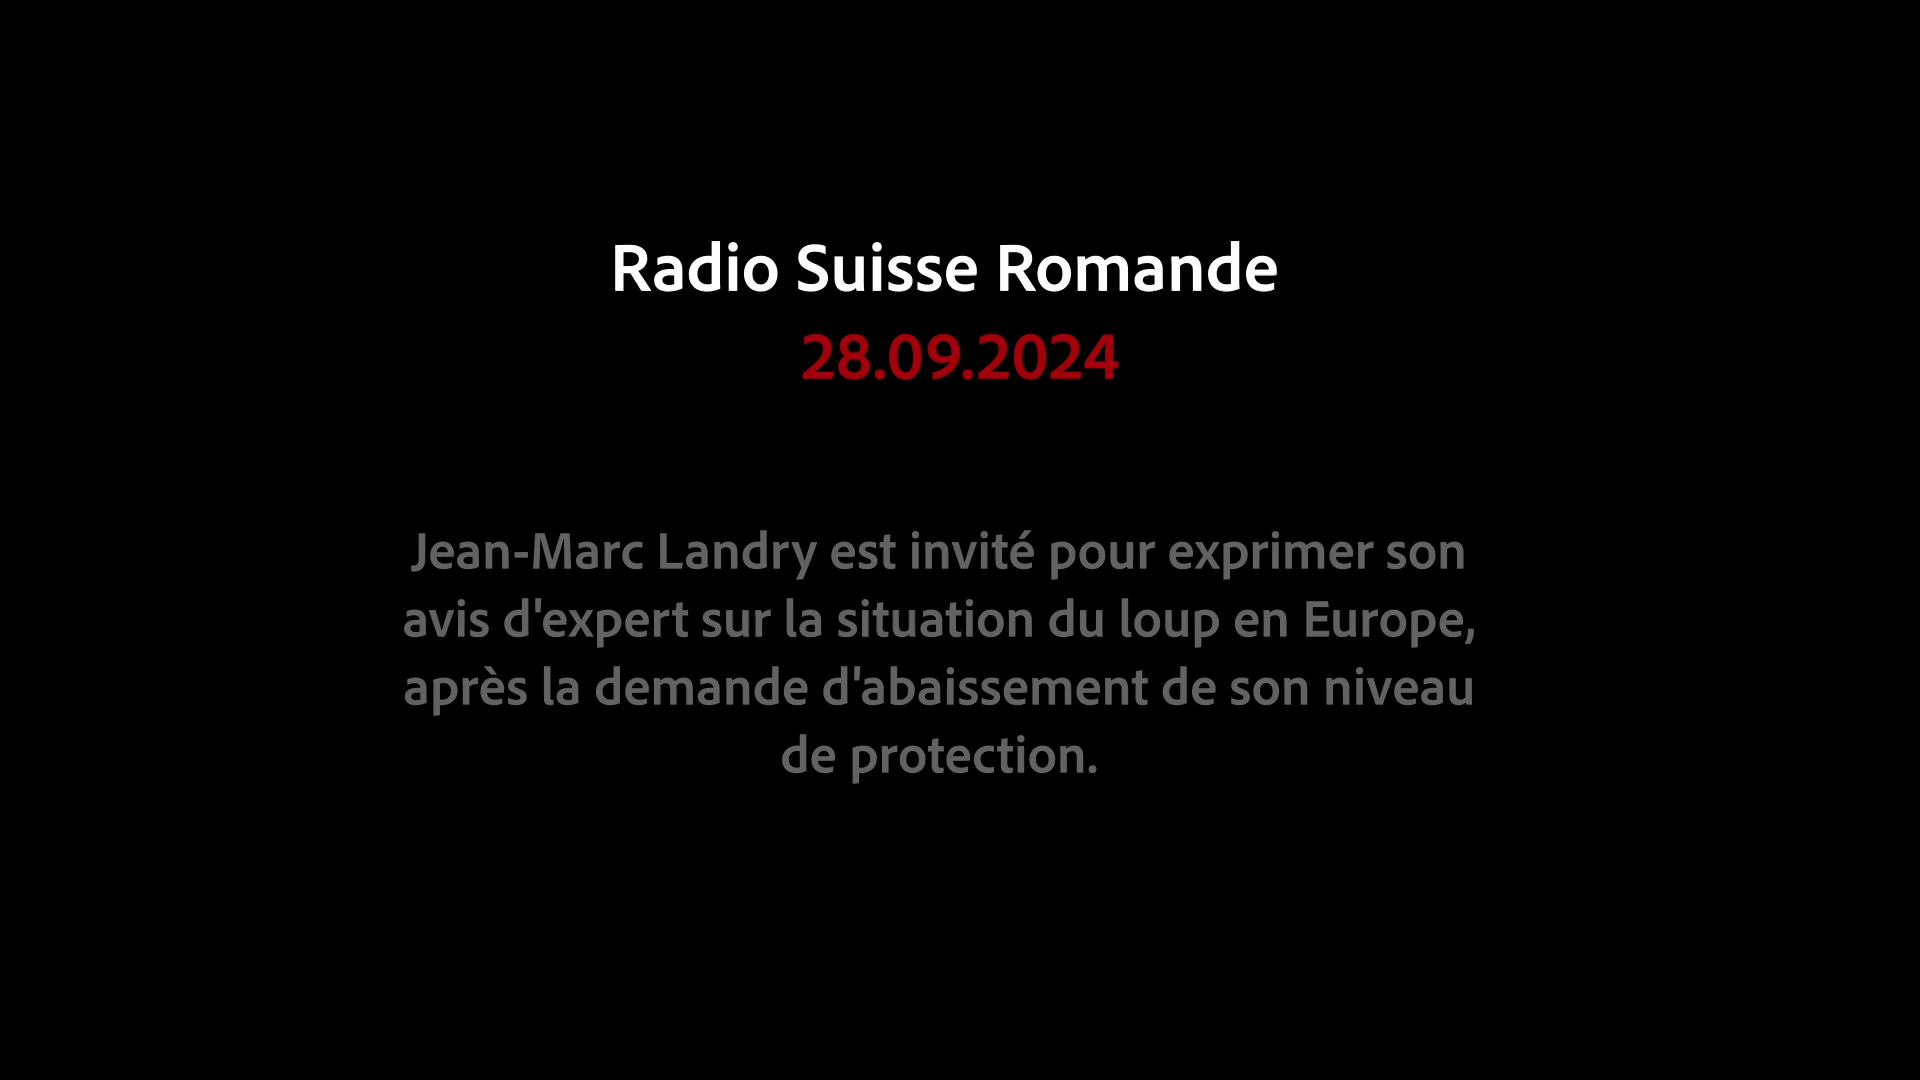 Radio Suisse Romande
28.09.2024
Jean-Marc Landry est invité pour exprimer son
avis d'expert sur la situation du loup en Europe,
après la demande d'abaissement de son niveau
de protection.